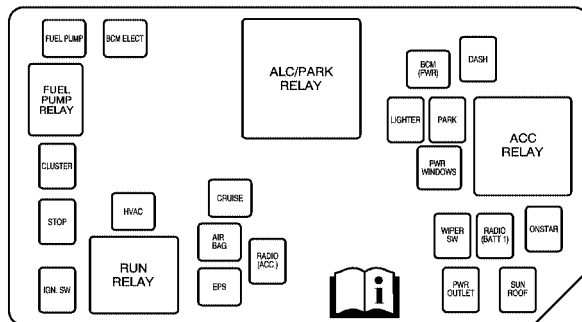 FUEL PUMP
BCM ELECT
FUEL
PUMP
RELAY
ALC/PARK
RELAY
BCM
(PWR)
DASH
LIGHTER
PARK
ACC
RELAY
CLUSTER
PWR
WINDOWS
STOP
HVAC
CRUISE
AIR
BAG
RADIO
(ACC.)
WIPER
SW
RADIO
(BATT 1)
ONSTAR
IGN. SW
RUN
RELAY
EPS
i
PWR
OUTLET
SUN
ROOF